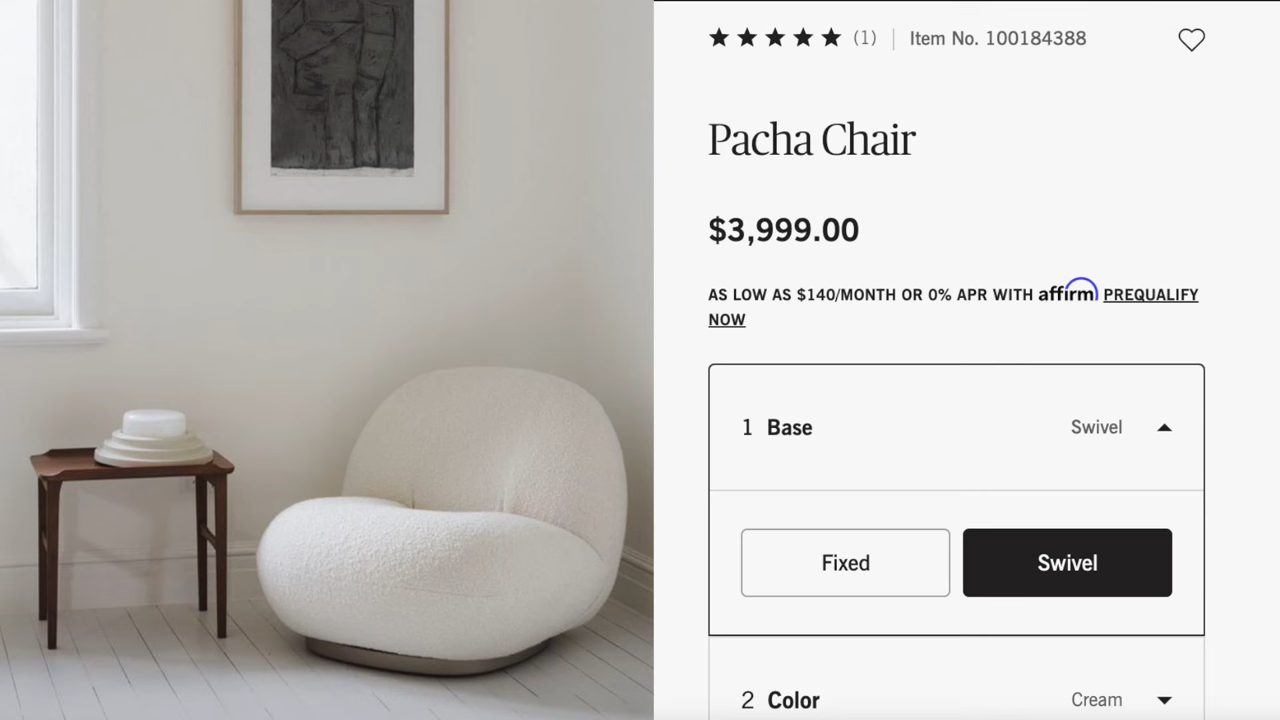 ★★★★★ (1) | Item No. 100184388
Pacha Chair
$3,999.00
AS LOW AS $140/MONTH OR 0% APR WITH affirm PREQUALIFY
NOW
1 Base Swivel
Fixed Swivel
2 Color Cream